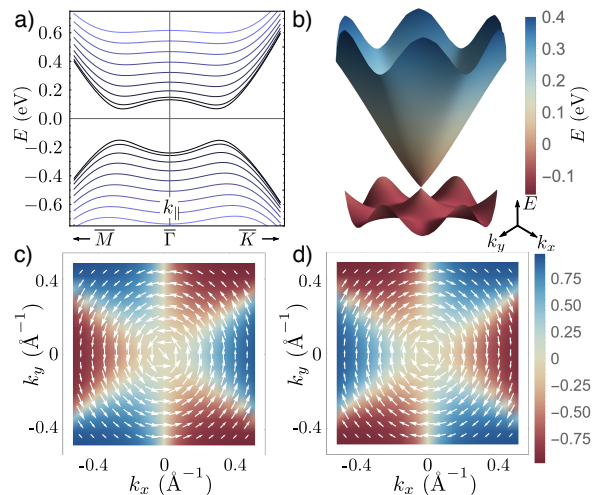 a)
0.6
0.4
0.2
0.0
−0.2
−0.4
−0.6
E (eV)
k∥
M̅
Γ̅
K̅
b)
0.4
0.3
0.2
0.1
0
−0.1
E (eV)
E
k_y
k_x
c)
0.4
0
-0.4
k_y (Å⁻¹)
-0.4
0
0.4
k_x (Å⁻¹)
d)
0.4
0
-0.4
k_y (Å⁻¹)
-0.4
0
0.4
k_x (Å⁻¹)
0.75
0.50
0.25
0
−0.25
−0.50
−0.75